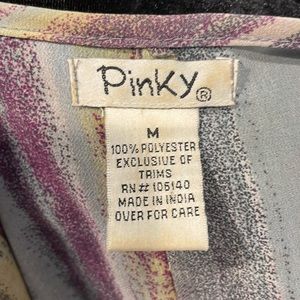 Pinky®
M
100% POLYESTER
EXCLUSIVE OF
TRIMS
RN# 106140
MADE IN INDIA
OVER FOR CARE